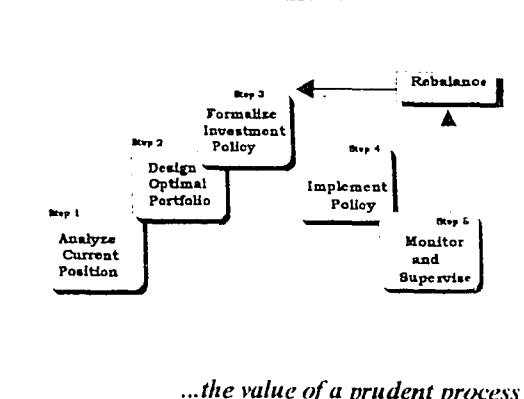 Step 1
Analyze
Current
Position
Step 2
Design
Optimal
Portfolio
Step 3
Formalize
Investment
Policy
Step 4
Implement
Policy
Step 5
Monitor
and
Supervise
Rebalance
...the value of a prudent process